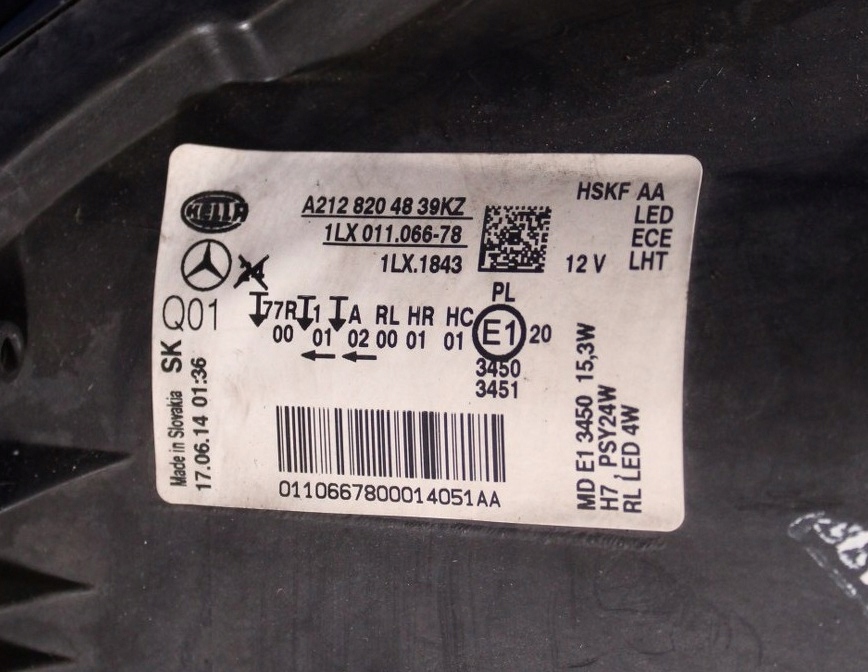 HELLA
A212 820 48 39KZ
1LX 011.066-78
1LX.1843
HSKF AA
LED
ECE
12 V LHT
24
Q01
77R 1 A RL HR HC
00 01 02 00 01 01
PL
E1 20
3450
3451
SK
Made in Slovakia
17.06.14 01:36
0110667800014051AA
MD E1 3450 15,3W
H7, PSY24W
RL LED 4W